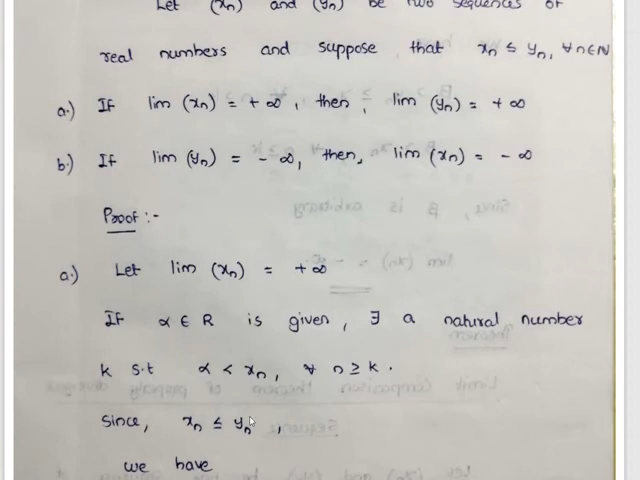 Let (xn) and (yn) be two sequences of
real numbers and suppose that xn ≤ yn, ∀ n ∈ N
a.) If lim (xn) = + ∞, then, lim (yn) = + ∞
b.) If lim (yn) = - ∞, then, lim (xn) = - ∞
Proof :-
a.) Let lim (xn) = + ∞
If α ∈ R is given, ∃ a natural number
k s.t α < xn, ∀ n ≥ k.
Since, xn ≤ yn,
we have